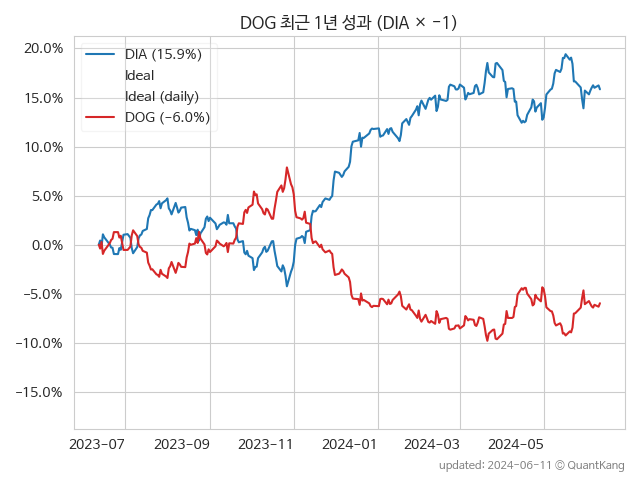 DOG 최근 1년 성과 (DIA × −1)
DIA (15.9%)
Ideal
Ideal (daily)
DOG (−6.0%)
20.0%
15.0%
10.0%
5.0%
0.0%
−5.0%
−10.0%
−15.0%
2023−07 2023−09 2023−11 2024−01 2024−03 2024−05
updated: 2024-06-11 © QuantKang